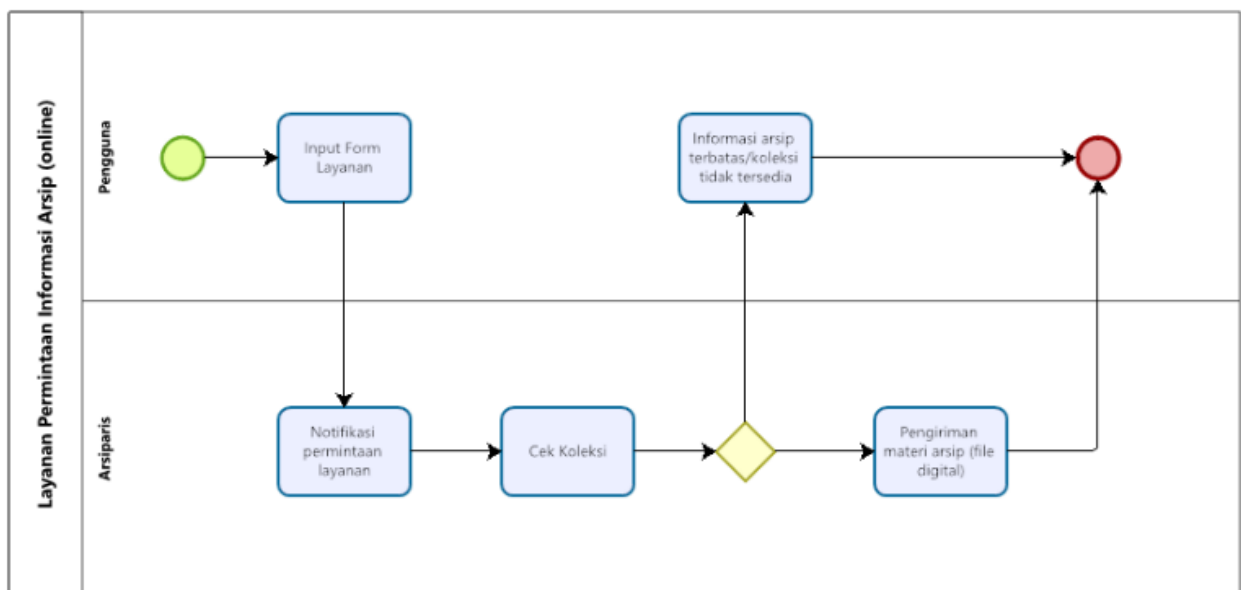 Layanan Permintaan Informasi Arsip (online)
Pengguna
Input Form
Layanan
Informasi arsip
terbatas/koleksi
tidak tersedia
Arsiparis
Notifikasi
permintaan
layanan
Cek Koleksi
Pengiriman
materi arsip (file
digital)